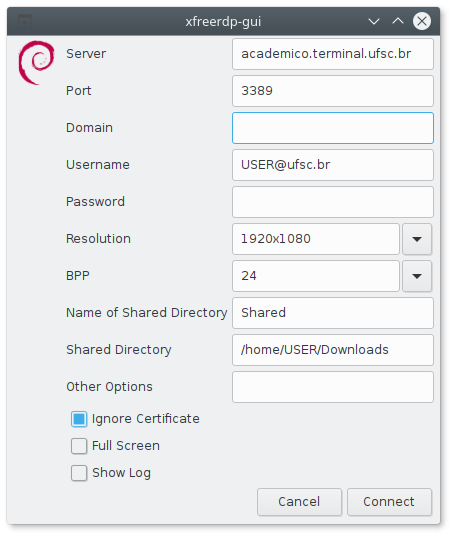 xfreerdp-gui
Server academico.terminal.ufsc.br
Port 3389
Domain
Username USER@ufsc.br
Password
Resolution 1920x1080
BPP 24
Name of Shared Directory Shared
Shared Directory /home/USER/Downloads
Other Options
Ignore Certificate
Full Screen
Show Log
Cancel Connect